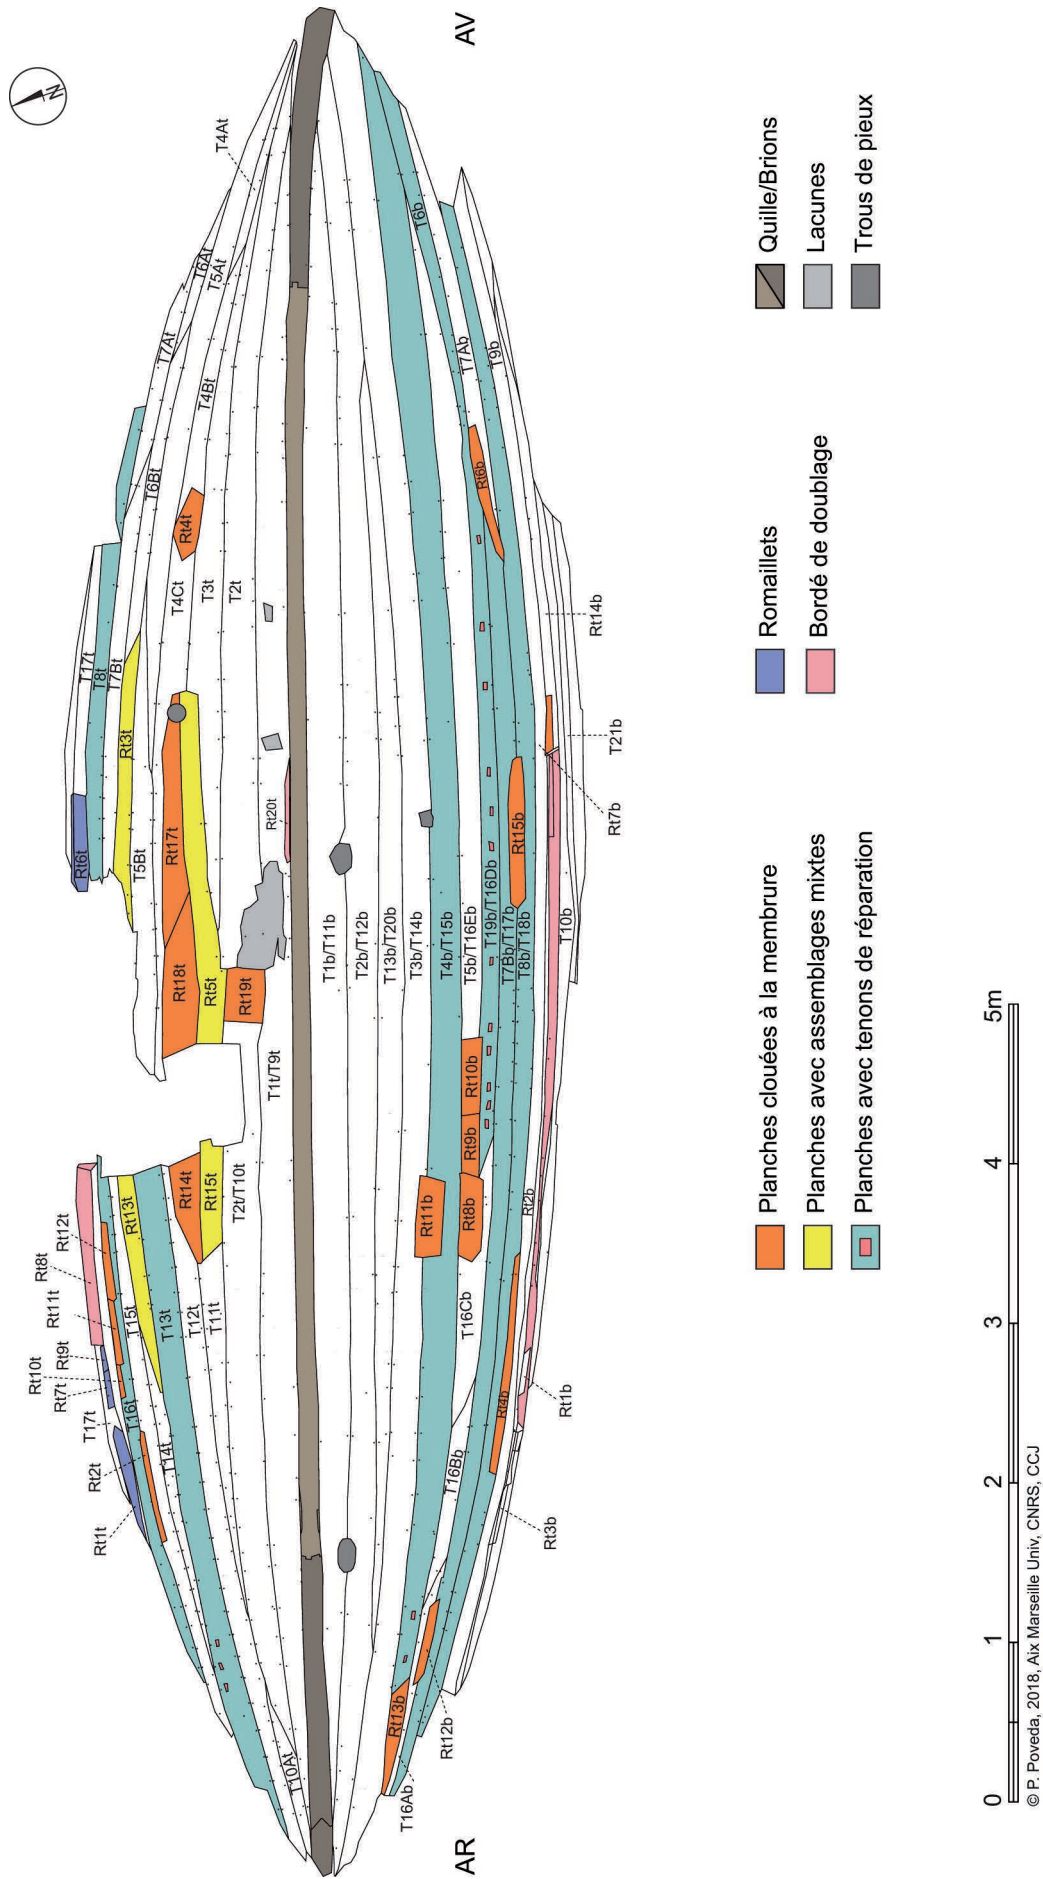 N
AV
AR
T4At
T6At
T5At
T7At
T4Bt
T6Bt
Rt4t
T4Ct
T3t
T2t
T17t
T8t
T7Bt
Rt3t
Rt6t
T5Bt
Rt17t
Rt18t
Rt5t
Rt19t
Rt20t
T1t/T9t
T2t/T10t
Rt12t
Rt8t
Rt11t
Rt9t
Rt10t
Rt7t
T17t
Rt2t
Rt1t
T16t
T15t
Rt13t
T13t
Rt14t
Rt15t
T12t
T11t
T14t
T10At
T1b/T11b
T2b/T12b
T13b/T20b
T3b/T14b
T4b/T15b
T5b/T16Eb
T19b/T16Db
T7Bb/T17b
T8b/T18b
T6b
T7Ab
T9b
Rt6b
Rt15b
Rt14b
T21b
Rt7b
T10b
Rt10b
Rt9b
Rt8b
Rt11b
Rt2b
T16Cb
Rt4b
Rt1b
T16Bb
Rt3b
Rt12b
Rt13b
T16Ab
Planches clouées à la membrure
Planches avec assemblages mixtes
Planches avec tenons de réparation
Romaillets
Bordé de doublage
Quille/Brions
Lacunes
Trous de pieux
0 1 2 3 4 5m
© P. Poveda, 2018, Aix Marseille Univ, CNRS, CCJ